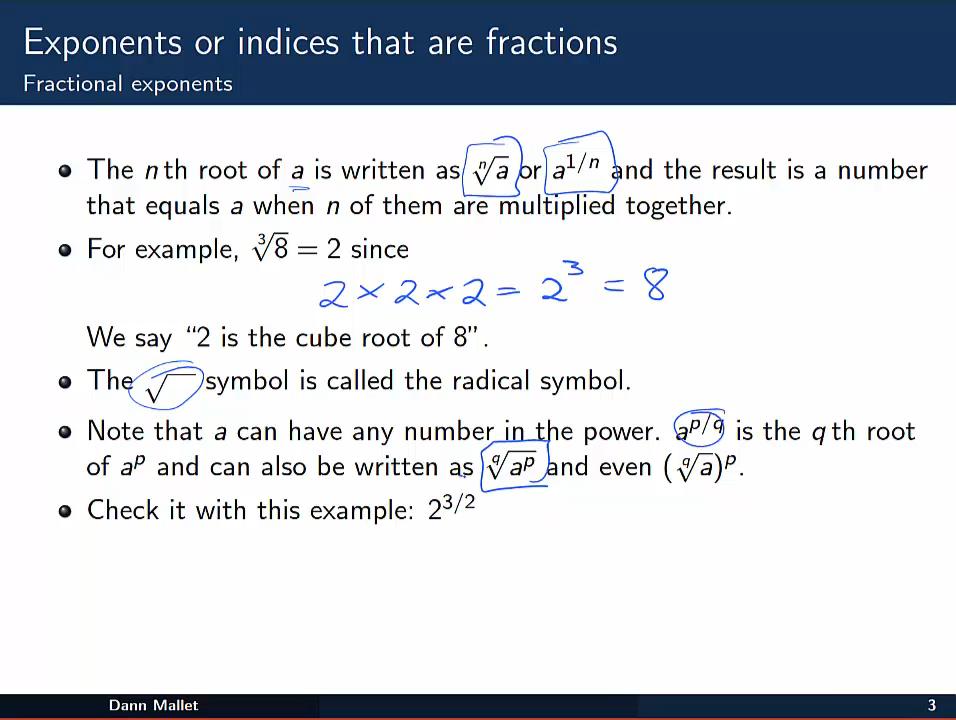 Exponents or indices that are fractions
Fractional exponents
The nth root of a is written as ⁿ√a or a^{1/n} and the result is a number
that equals a when n of them are multiplied together.
For example, ³√8 = 2 since
2 × 2 × 2 = 2³ = 8
We say “2 is the cube root of 8”.
The √ symbol is called the radical symbol.
Note that a can have any number in the power. a^{p/q} is the qth root
of a^p and can also be written as \sqrt[q]{a^p} and even (\sqrt[q]{a})^p.
Check it with this example: 2^{3/2}
Dann Mallet 3